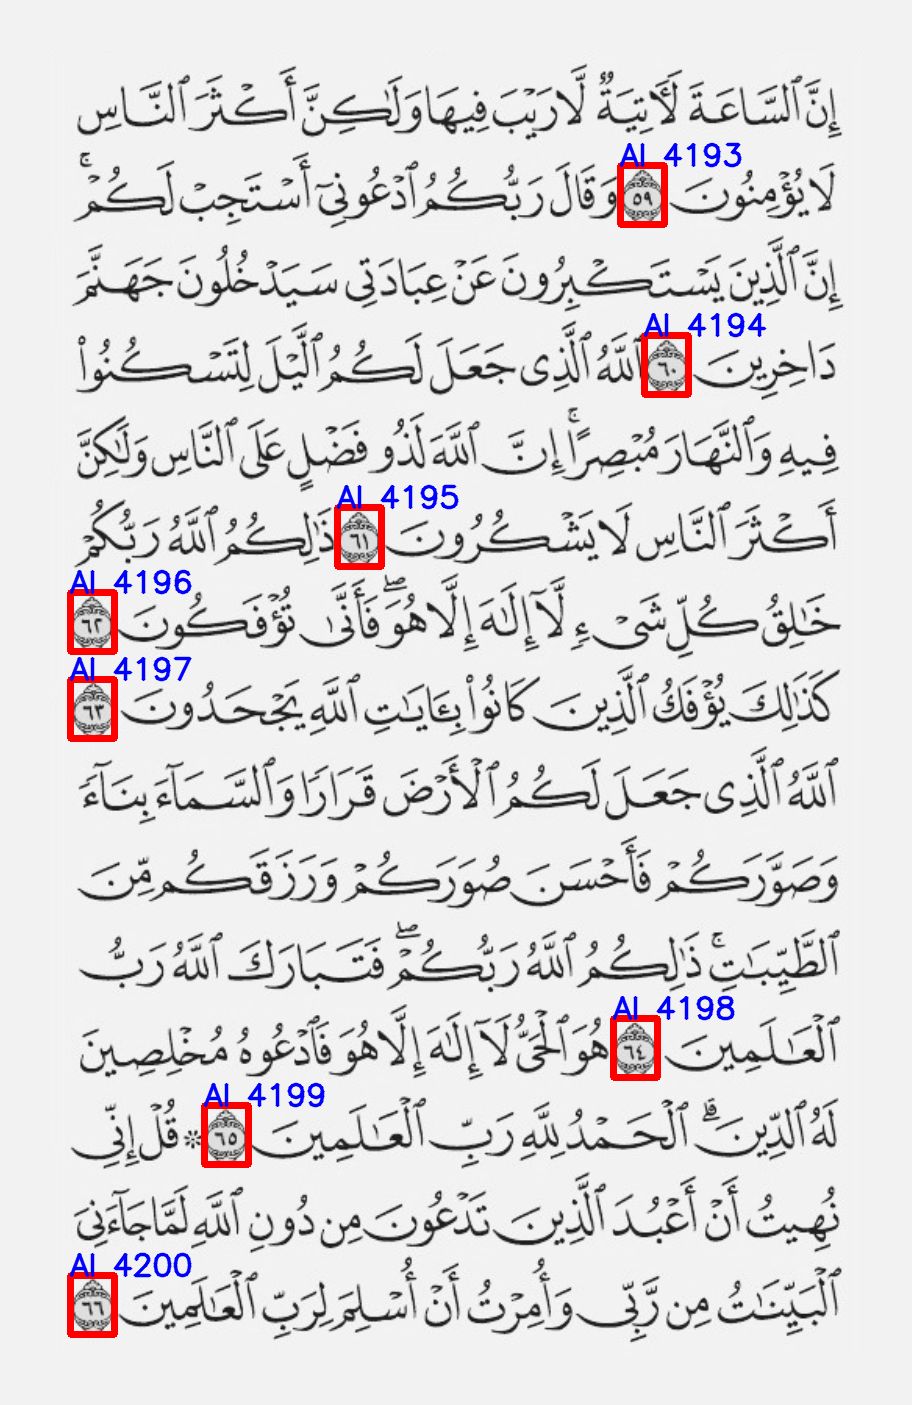 إِنَّ ٱلسَّاعَةَ لَـَٔاتِيَةٌ لَّا رَيْبَ فِيهَا وَلَـٰكِنَّ أَكْثَرَ ٱلنَّاسِ
AI 4193
لَا يُؤْمِنُونَ ٥٩ وَقَالَ رَبُّكُمُ ٱدْعُونِىٓ أَسْتَجِبْ لَكُمْ ۚ
إِنَّ ٱلَّذِينَ يَسْتَكْبِرُونَ عَنْ عِبَادَتِى سَيَدْخُلُونَ جَهَنَّمَ
AI 4194
دَاخِرِينَ ٦٠ ٱللَّهُ ٱلَّذِى جَعَلَ لَكُمُ ٱلَّيْلَ لِتَسْكُنُوا۟
فِيهِ وَٱلنَّهَارَ مُبْصِرًا ۚ إِنَّ ٱللَّهَ لَذُو فَضْلٍ عَلَى ٱلنَّاسِ وَلَـٰكِنَّ
AI 4195
أَكْثَرَ ٱلنَّاسِ لَا يَشْكُرُونَ ٦١ ذَٰلِكُمُ ٱللَّهُ رَبُّكُمْ
AI 4196
خَـٰلِقُ كُلِّ شَىْءٍ لَّآ إِلَـٰهَ إِلَّا هُوَ ۖ فَأَنَّىٰ تُؤْفَكُونَ ٦٢
AI 4197
كَذَٰلِكَ يُؤْفَكُ ٱلَّذِينَ كَانُوا۟ بِـَٔايَـٰتِ ٱللَّهِ يَجْحَدُونَ ٦٣
ٱللَّهُ ٱلَّذِى جَعَلَ لَكُمُ ٱلْأَرْضَ قَرَارًا وَٱلسَّمَآءَ بِنَآءً
وَصَوَّرَكُمْ فَأَحْسَنَ صُوَرَكُمْ وَرَزَقَكُم مِّنَ
ٱلطَّيِّبَـٰتِ ۚ ذَٰلِكُمُ ٱللَّهُ رَبُّكُمْ ۖ فَتَبَارَكَ ٱللَّهُ رَبُّ
AI 4198
ٱلْعَـٰلَمِينَ ٦٤ هُوَ ٱلْحَىُّ لَآ إِلَـٰهَ إِلَّا هُوَ فَٱدْعُوهُ مُخْلِصِينَ
AI 4199
لَهُ ٱلدِّينَ ۗ ٱلْحَمْدُ لِلَّهِ رَبِّ ٱلْعَـٰلَمِينَ ٦٥ ۞ قُلْ إِنِّى
نُهِيتُ أَنْ أَعْبُدَ ٱلَّذِينَ تَدْعُونَ مِن دُونِ ٱللَّهِ لَمَّا جَآءَنِىَ
AI 4200
ٱلْبَيِّنَـٰتُ مِن رَّبِّى وَأُمِرْتُ أَنْ أُسْلِمَ لِرَبِّ ٱلْعَـٰلَمِينَ ٦٦